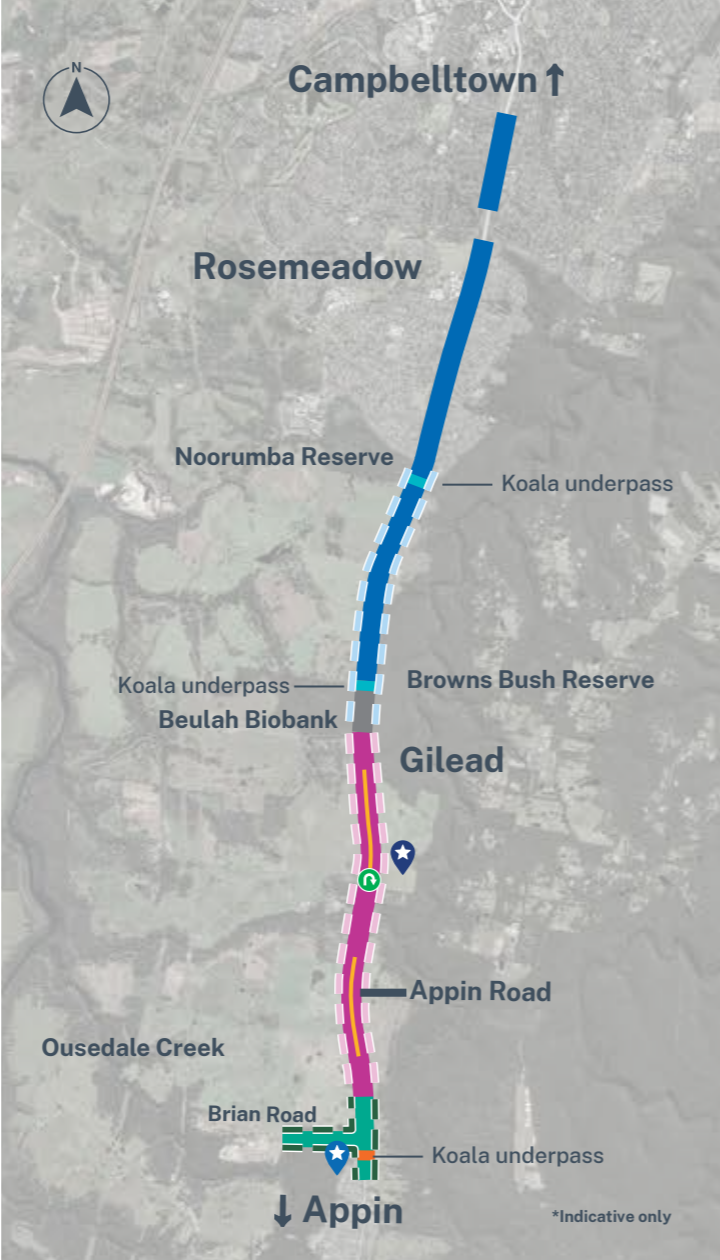 N
Campbelltown ↑
Rosemeadow
Noorumba Reserve
Koala underpass
Koala underpass
Browns Bush Reserve
Beulah Biobank
Gilead
Appin Road
Ousedale Creek
Brian Road
Koala underpass
↓ Appin
*Indicative only